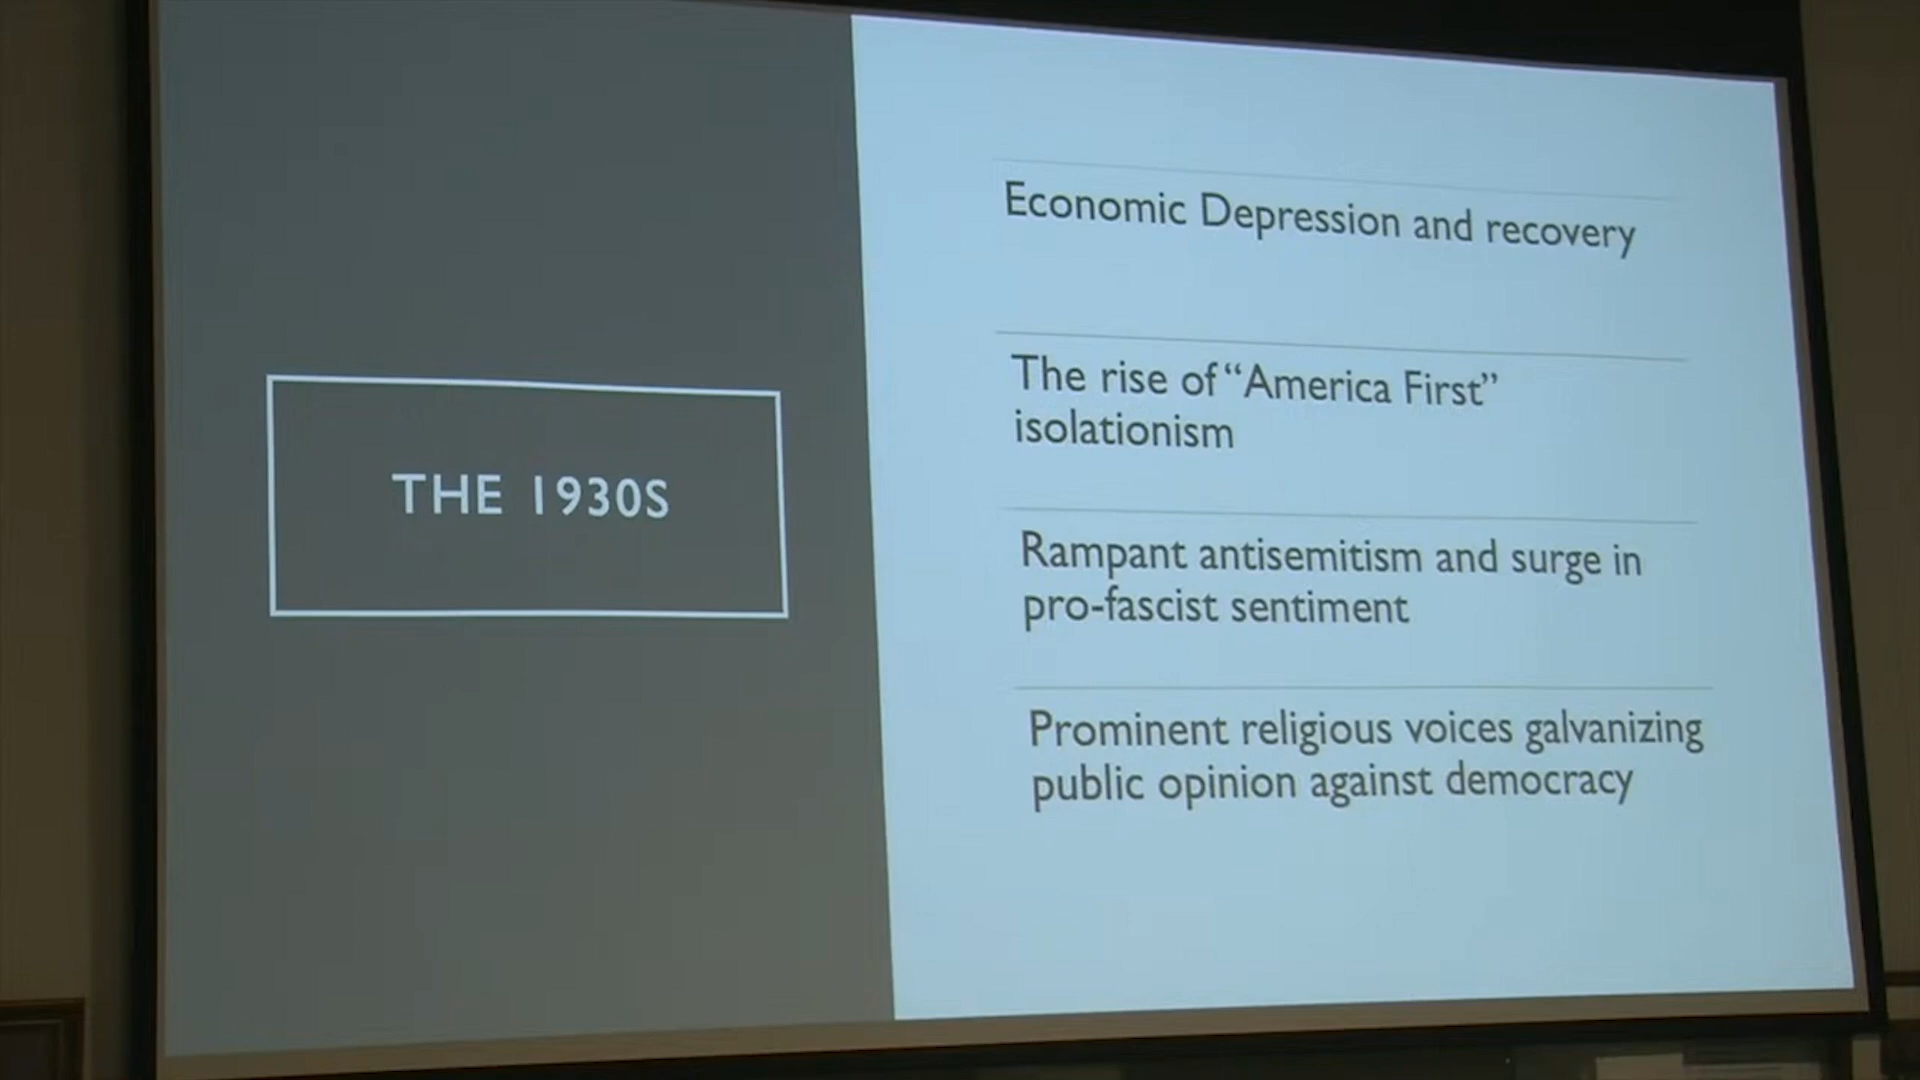 THE 1930S
Economic Depression and recovery
The rise of “America First”
isolationism
Rampant antisemitism and surge in
pro-fascist sentiment
Prominent religious voices galvanizing
public opinion against democracy